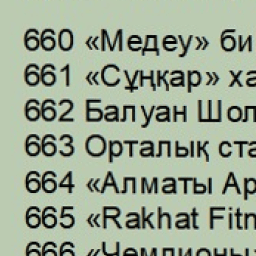 660 «Медеу» би
661 «Сұңқар» ха
662 Балуан Шол
663 Орталық ста
664 «Алматы Ар
665 «Rakhat Fitn
666 «Чемпионы